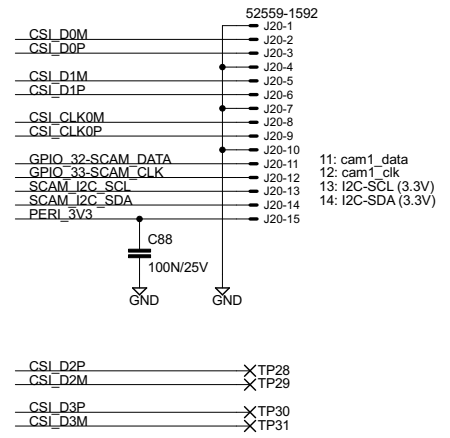 52559-1592
J20-1
CSI_D0M J20-2
CSI_D0P J20-3
J20-4
CSI_D1M J20-5
CSI_D1P J20-6
J20-7
CSI_CLK0M J20-8
CSI_CLK0P J20-9
J20-10
GPIO_32-SCAM_DATA J20-11 11: cam1_data
GPIO_33-SCAM_CLK J20-12 12: cam1_clk
SCAM_I2C_SCL J20-13 13: I2C-SCL (3.3V)
SCAM_I2C_SDA J20-14 14: I2C-SDA (3.3V)
PERI_3V3 J20-15
C88
100N/25V
GND GND
CSI_D2P TP28
CSI_D2M TP29
CSI_D3P TP30
CSI_D3M TP31